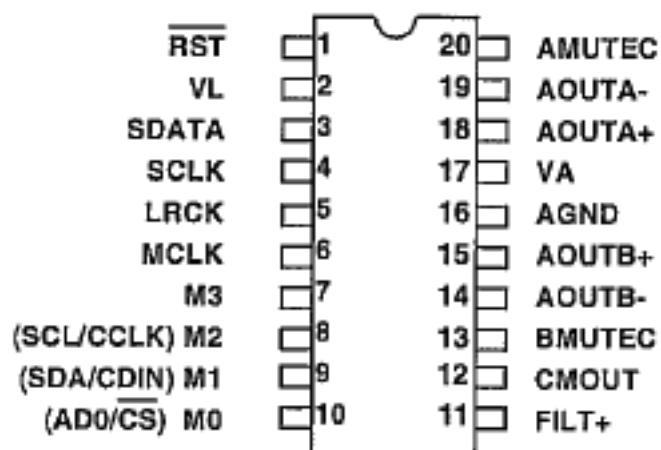 RST 1 20 AMUTEC
VL 2 19 AOUTA-
SDATA 3 18 AOUTA+
SCLK 4 17 VA
LRCK 5 16 AGND
MCLK 6 15 AOUTB+
M3 7 14 AOUTB-
(SCL/CCLK) M2 8 13 BMUTEC
(SDA/CDIN) M1 9 12 CMOUT
(AD0/CS) M0 10 11 FILT+